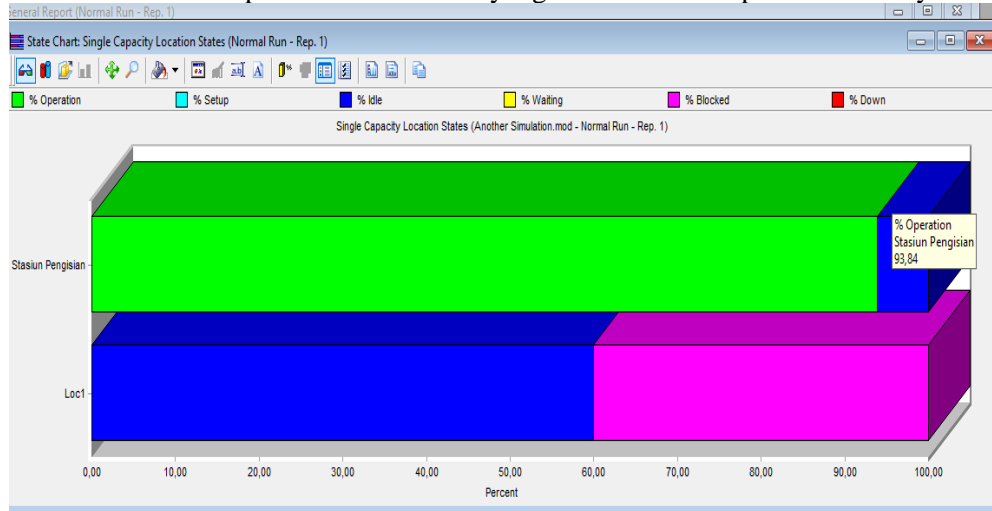 General Report (Normal Run - Rep. 1)
State Chart: Single Capacity Location States (Normal Run - Rep. 1)
% Operation % Setup % Idle % Waiting % Blocked % Down
Single Capacity Location States (Another Simulation.mod - Normal Run - Rep. 1)
% Operation
Stasiun Pengisian
93,84
Stasiun Pengisian
Loc1
0,00 10,00 20,00 30,00 40,00 50,00 60,00 70,00 80,00 90,00 100,00
Percent